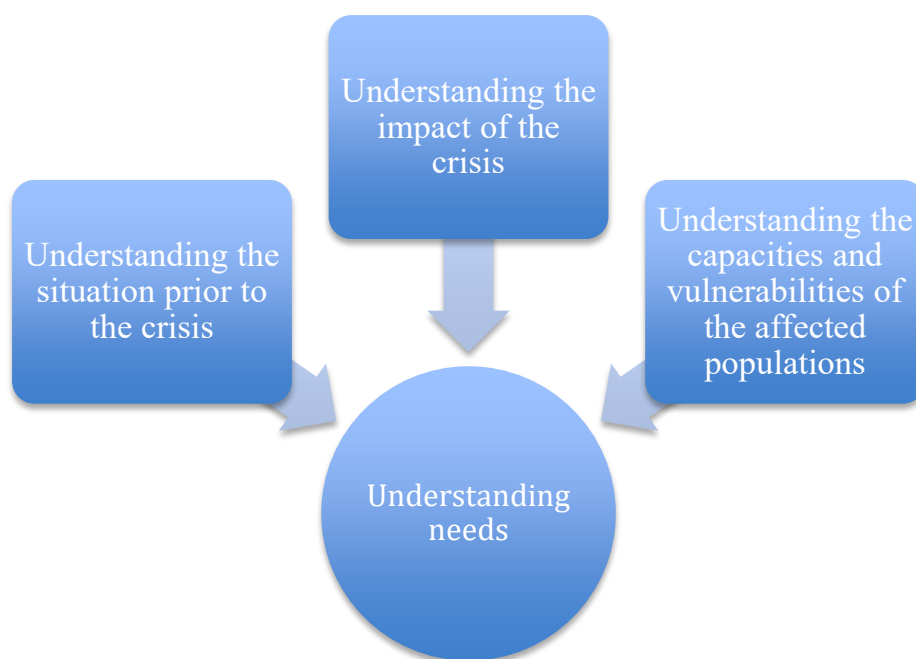 Understanding the
impact of the
crisis
Understanding the
situation prior to
the crisis
Understanding the
capacities and
vulnerabilities of
the affected
populations
Understanding
needs